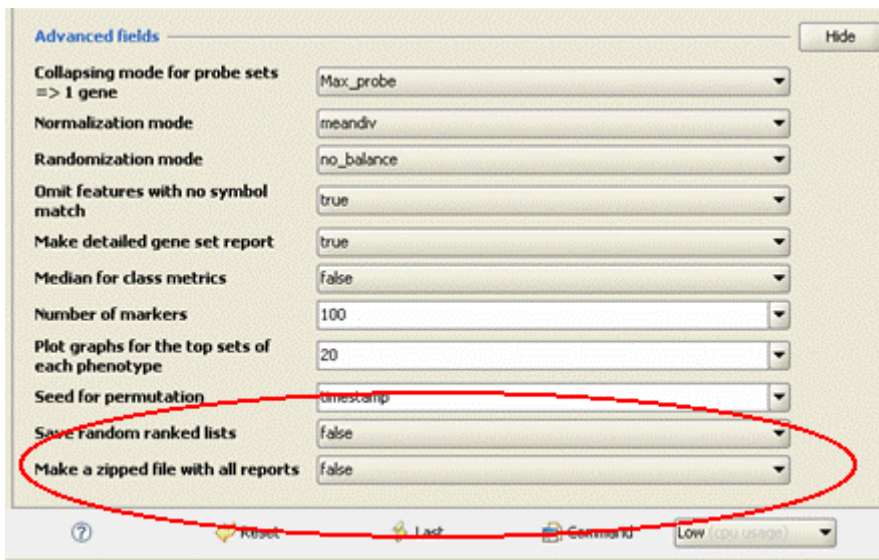 Advanced fields
Hide
Collapsing mode for probe sets
=> 1 gene
Max_probe
Normalization mode
meandiv
Randomization mode
no_balance
Omit features with no symbol
match
true
Make detailed gene set report
true
Median for class metrics
false
Number of markers
100
Plot graphs for the top sets of
each phenotype
20
Seed for permutation
timestamp
Save random ranked lists
false
Make a zipped file with all reports
false
? Reset Last Command Low (cpu usage)